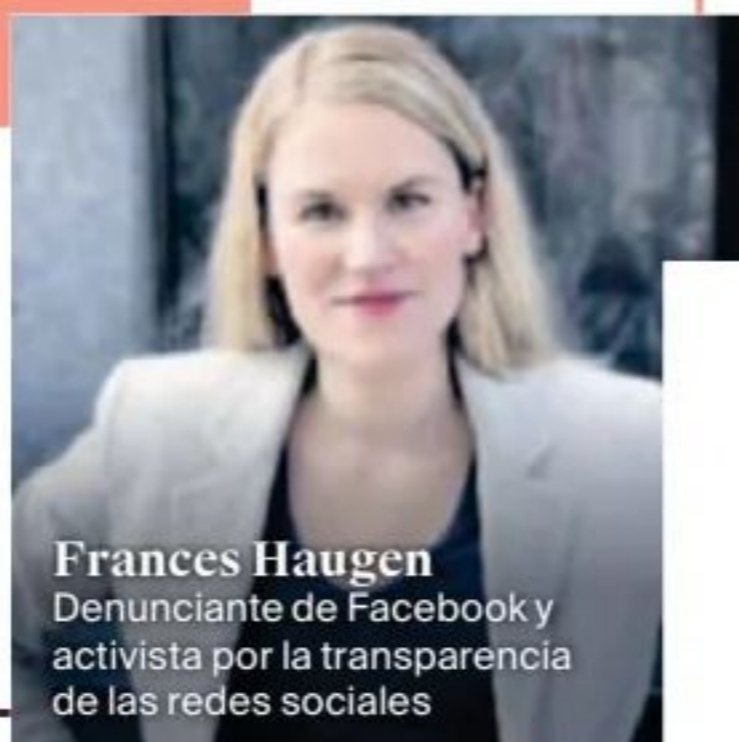 Frances Haugen
Denunciante de Facebook y
activista por la transparencia
de las redes sociales